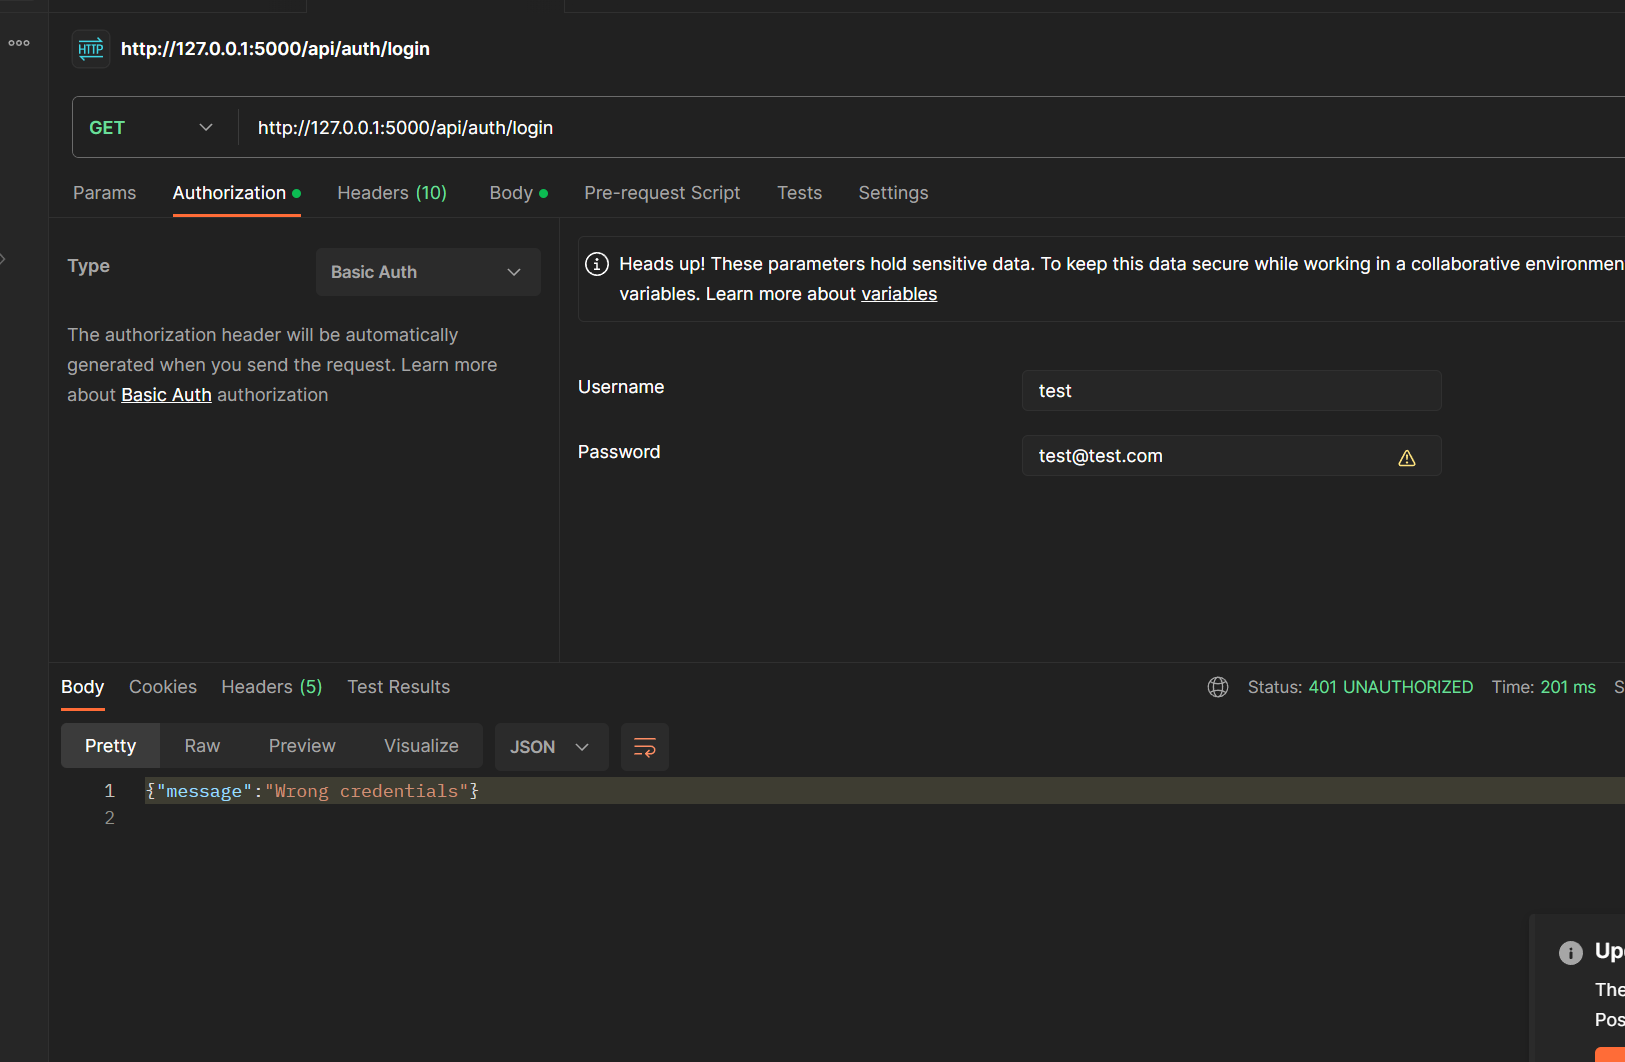 HTTP http://127.0.0.1:5000/api/auth/login
GET http://127.0.0.1:5000/api/auth/login
Params Authorization Headers (10) Body Pre-request Script Tests Settings
Type Basic Auth
The authorization header will be automatically
generated when you send the request. Learn more
about Basic Auth authorization
Heads up! These parameters hold sensitive data. To keep this data secure while working in a collaborative
variables. Learn more about variables
Username test
Password test@test.com
Body Cookies Headers (5) Test Results Status: 401 UNAUTHORIZED Time: 201 ms
Pretty Raw Preview Visualize JSON
1 {"message":"Wrong credentials"}
2